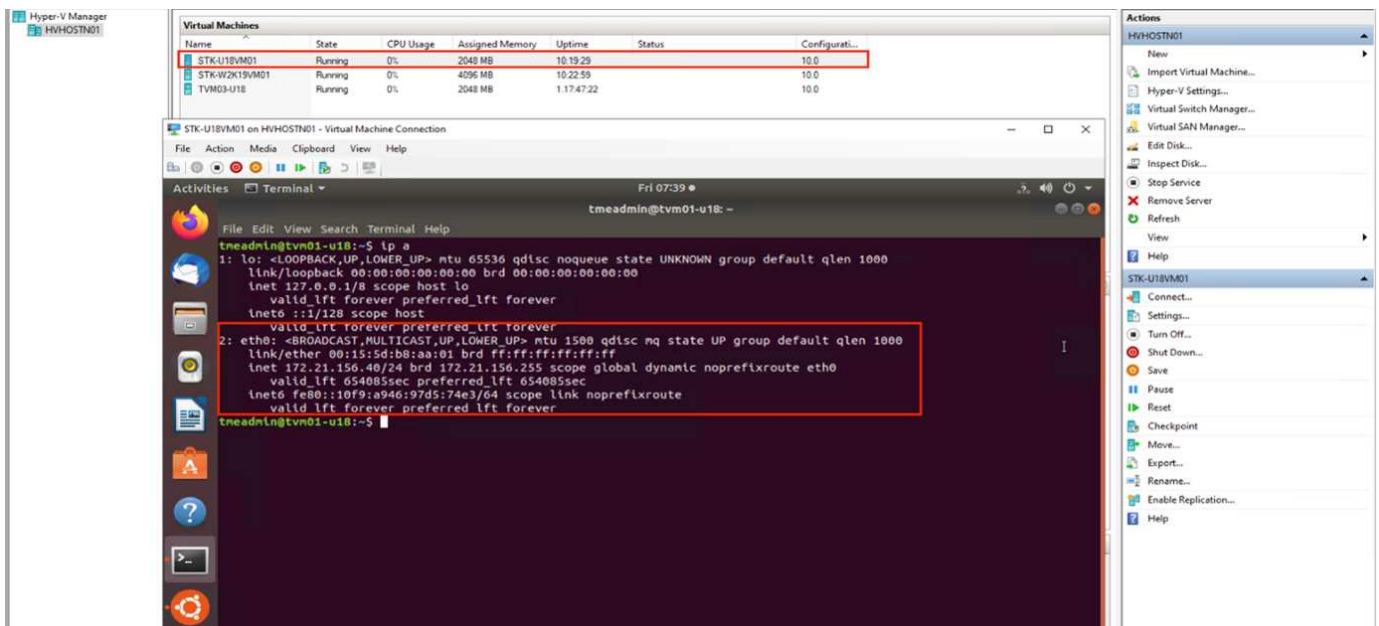 Hyper-V Manager
HVHOSTN01
Virtual Machines
Name State CPU Usage Assigned Memory Uptime Status Configurati...
STK-U18VM01 Running 0% 2048 MB 10:19:29 10.0
STK-W2K19VM01 Running 0% 4096 MB 10:22:59 10.0
TVM03-U18 Running 0% 2048 MB 1.17:47:22 10.0
STK-U18VM01 on HVHOSTN01 - Virtual Machine Connection
File Action Media Clipboard View Help
Activities Terminal Fri 07:39
tmeadmin@tvm01-u18: ~
File Edit View Search Terminal Help
tmeadmin@tvm01-u18:~$ ip a
1: lo: <LOOPBACK,UP,LOWER_UP> mtu 65536 qdisc noqueue state UNKNOWN group default qlen 1000
link/loopback 00:00:00:00:00:00 brd 00:00:00:00:00:00
inet 127.0.0.1/8 scope host lo
valid_lft forever preferred_lft forever
inet6 ::1/128 scope host
valid_lft forever preferred_lft forever
2: eth0: <BROADCAST,MULTICAST,UP,LOWER_UP> mtu 1500 qdisc mq state UP group default qlen 1000
link/ether 00:15:5d:b8:aa:01 brd ff:ff:ff:ff:ff:ff
inet 172.21.156.40/24 brd 172.21.156.255 scope global dynamic noprefixroute eth0
valid_lft 654085sec preferred_lft 654085sec
inet6 fe80::10f9:a946:97d5:74e3/64 scope link noprefixroute
valid_lft forever preferred_lft forever
tmeadmin@tvm01-u18:~$
Actions
HVHOSTN01
New
Import Virtual Machine...
Hyper-V Settings...
Virtual Switch Manager...
Virtual SAN Manager...
Edit Disk...
Inspect Disk...
Stop Service
Remove Server
Refresh
View
Help
STK-U18VM01
Connect...
Settings...
Turn Off...
Shut Down...
Save
Pause
Reset
Checkpoint
Move...
Export...
Rename...
Enable Replication...
Help